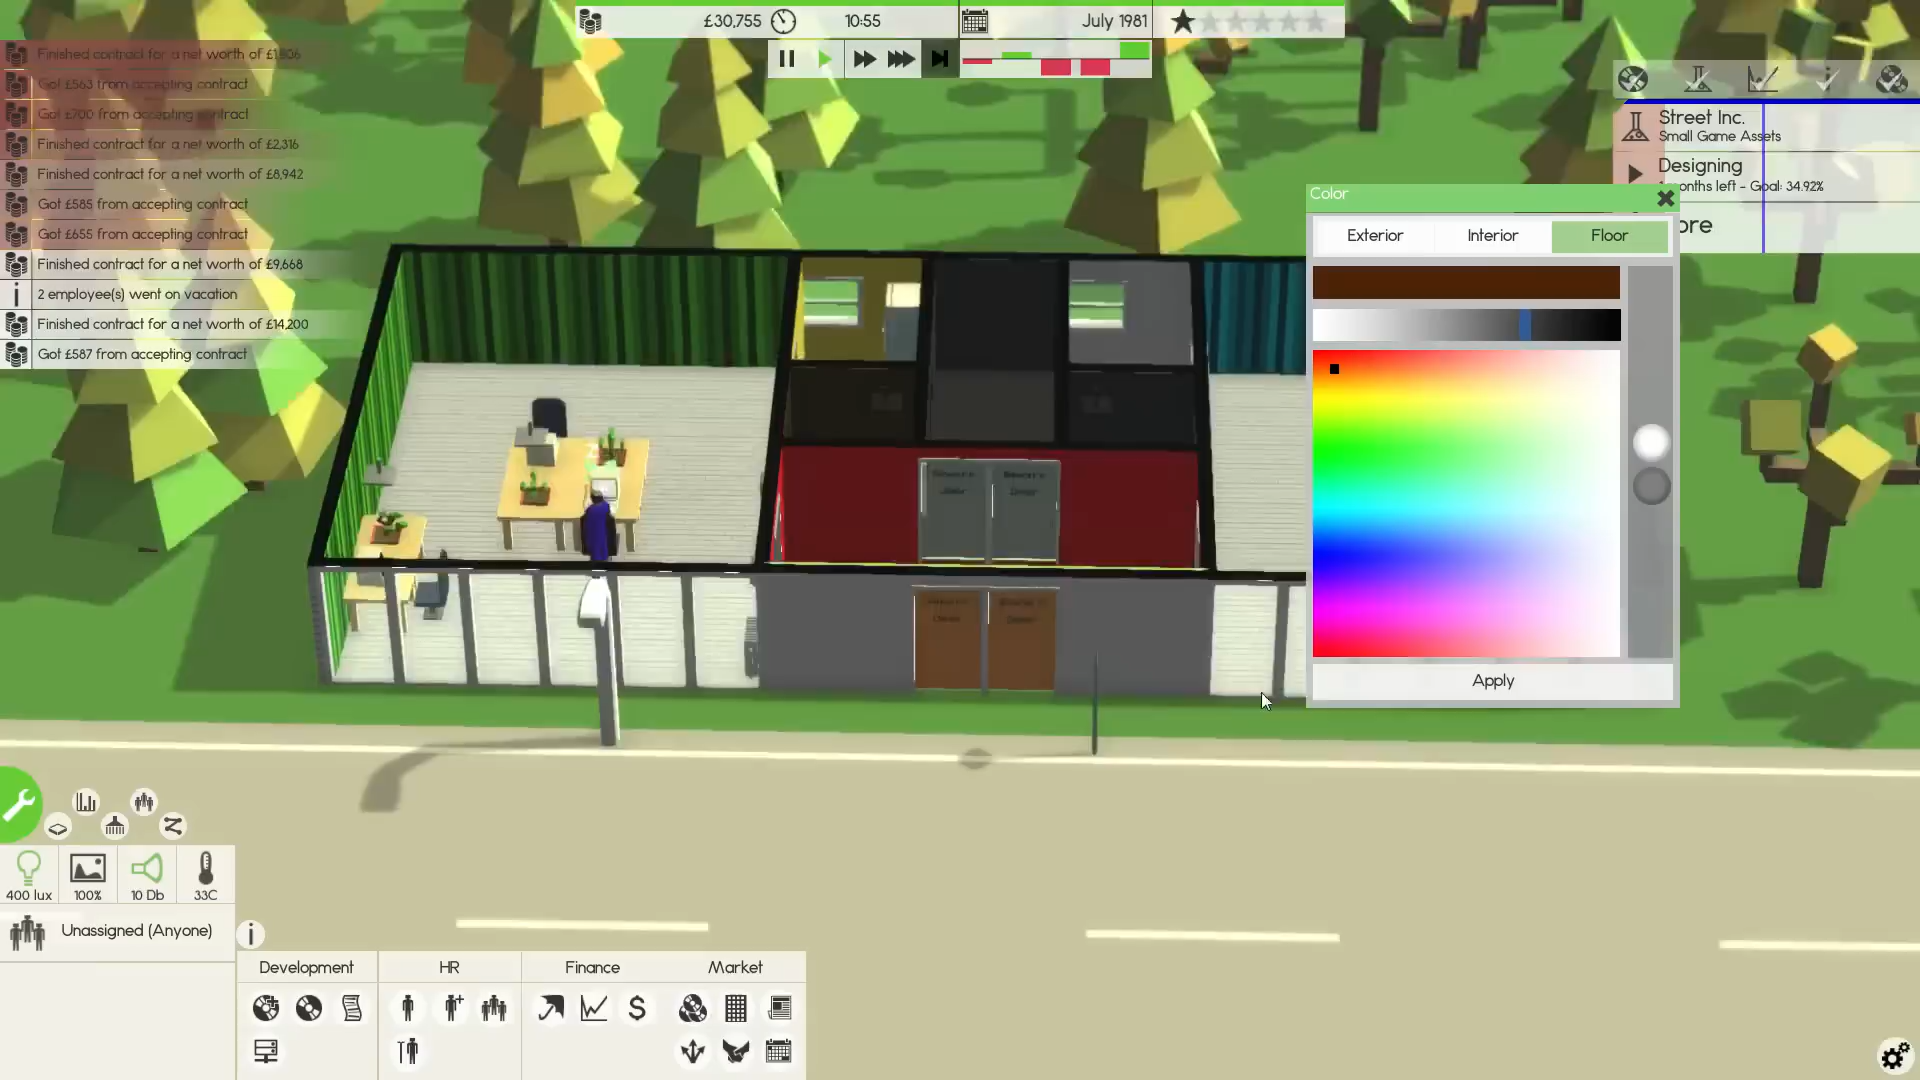 £30,755
10:55
July 1981
Finished contract for a net worth of £1,806
Got £563 from accepting contract
Got £700 from accepting contract
Finished contract for a net worth of £2,316
Finished contract for a net worth of £8,942
Got £585 from accepting contract
Got £655 from accepting contract
Finished contract for a net worth of £9,668
2 employee(s) went on vacation
Finished contract for a net worth of £14,200
Got £587 from accepting contract
Street Inc.
Small Game Assets
Designing
months left - Goal: 34.92%
Color
Exterior
Interior
Floor
Apply
400 lux
100%
10 Db
33C
Unassigned (Anyone)
Development
HR
Finance
Market